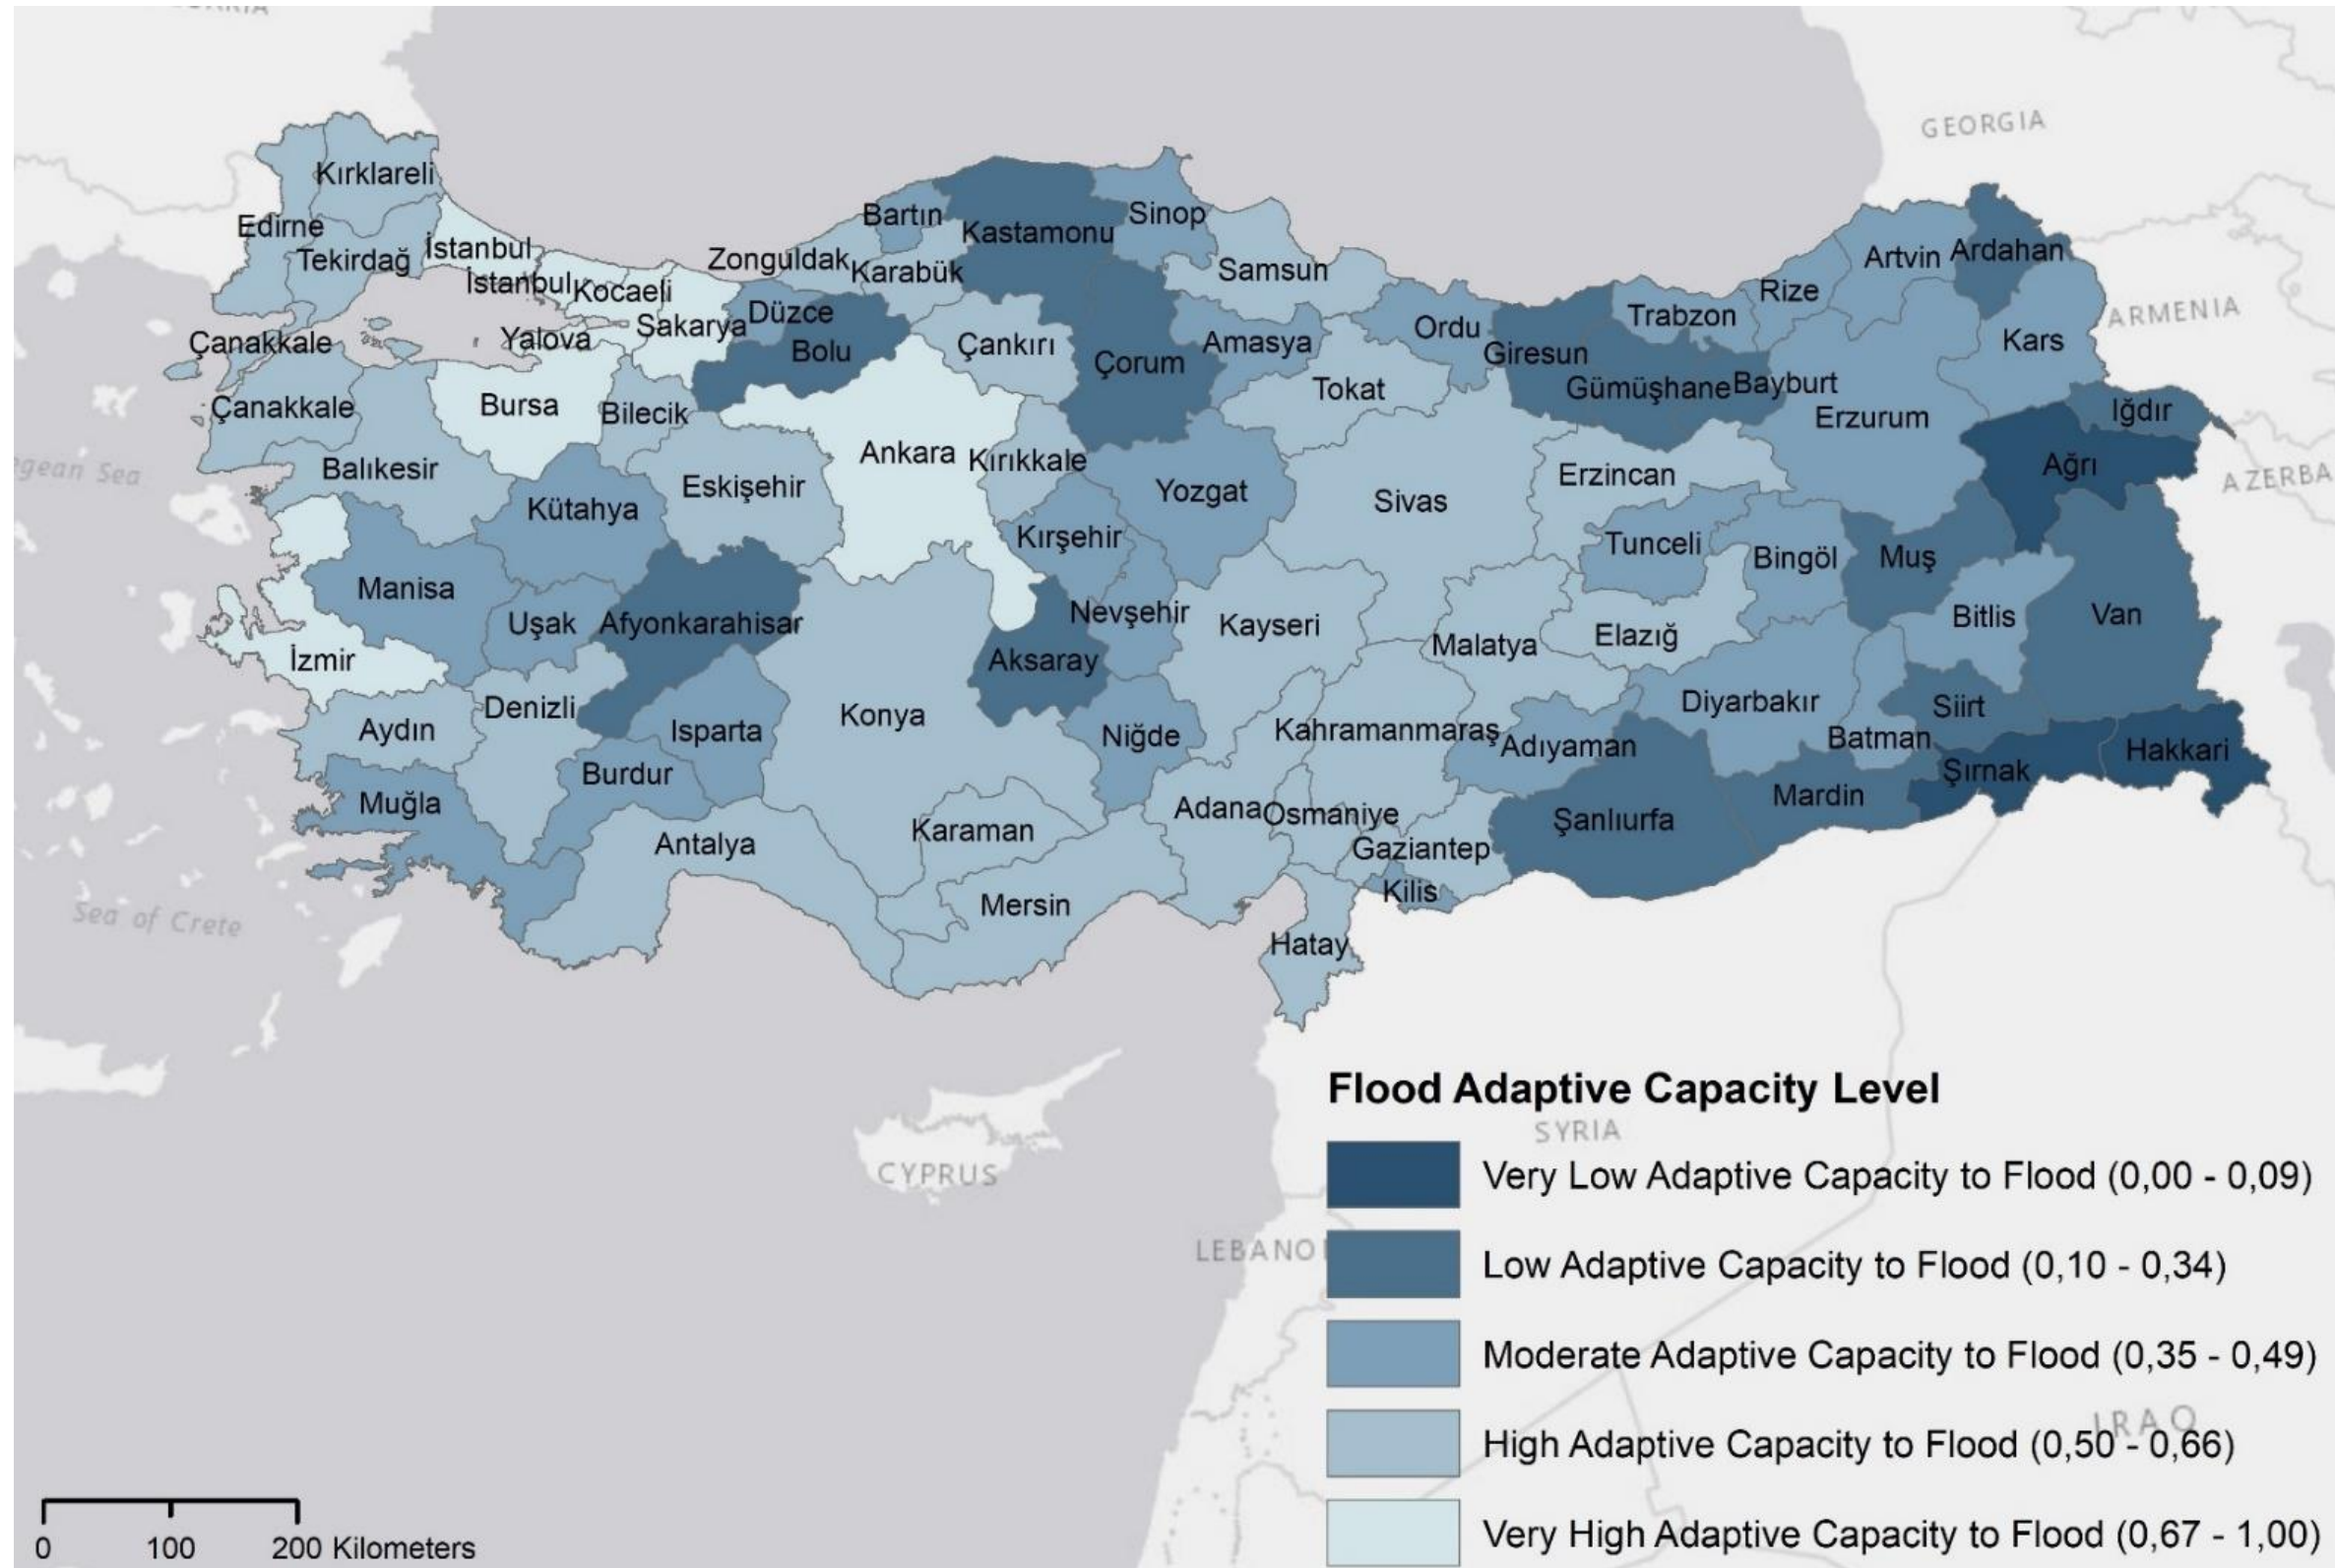 GEORGIA
Kırklareli
Bartın
Sinop
Edirne
Kastamonu
İstanbul
Artvin
Ardahan
Tekirdağ
Zonguldak
Karabük
Samsun
İstanbul
Kocaeli
Rize
Düzce
Trabzon
ARMENIA
Sakarya
Ordu
Çanakkale
Yalova
Bolu
Çankırı
Amasya
Kars
Giresun
Çorum
Gümüşhane
Bayburt
Tokat
Çanakkale
Bursa
Bilecik
Iğdır
Erzurum
Ankara
Kırıkkale
gean Sea
Balıkesir
Ağrı
Erzincan
AZERBA
Eskişehir
Yozgat
Sivas
Kütahya
Kırşehir
Tunceli
Bingöl
Muş
Manisa
Nevşehir
Bitlis
Van
Uşak
Afyonkarahisar
Kayseri
Elazığ
Malatya
İzmir
Aksaray
Denizli
Diyarbakır
Siirt
Konya
Aydın
Isparta
Niğde
Kahramanmaraş
Adıyaman
Batman
Hakkari
Burdur
Şırnak
Mardin
Muğla
Adana
Osmaniye
Şanlıurfa
Karaman
Antalya
Gaziantep
Kilis
Mersin
Sea of Crete
Hatay
Flood Adaptive Capacity Level
SYRIA
CYPRUS
Very Low Adaptive Capacity to Flood (0,00 - 0,09)
LEBANO
Low Adaptive Capacity to Flood (0,10 - 0,34)
Moderate Adaptive Capacity to Flood (0,35 - 0,49)
IRAQ
High Adaptive Capacity to Flood (0,50 - 0,66)
Very High Adaptive Capacity to Flood (0,67 - 1,00)
0 100 200 Kilometers